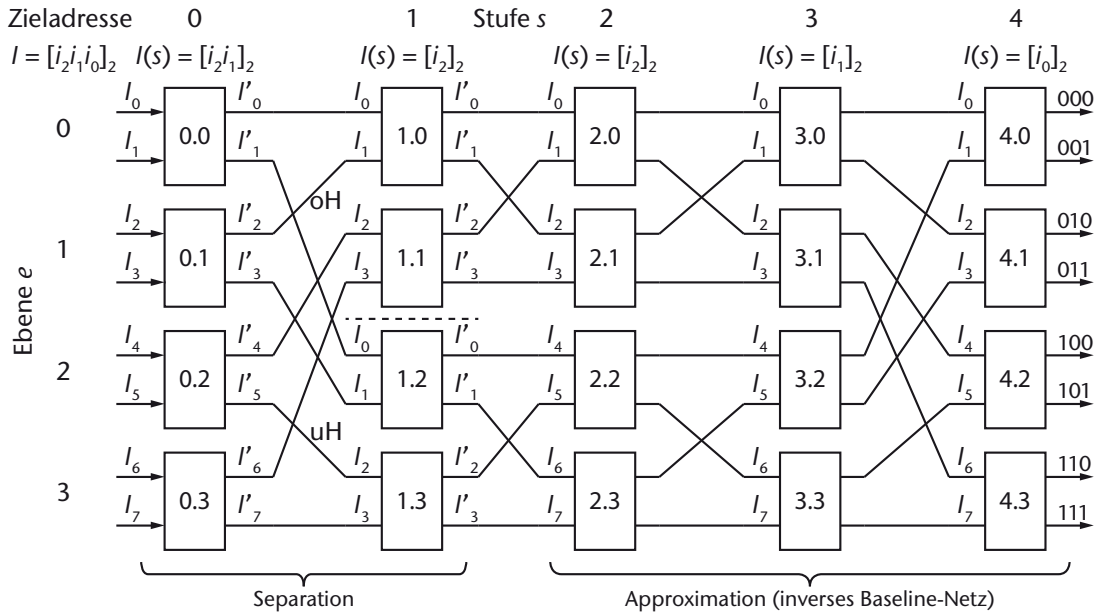 Zieladresse 0 1 Stufe s 2 3 4
I = [i₂i₁i₀]₂ I(s) = [i₂i₁]₂ I(s) = [i₂]₂ I(s) = [i₂]₂ I(s) = [i₁]₂ I(s) = [i₀]₂
I₀ I'₀ I₀ I'₀ I₀ I₀ 000
0 0.0 1.0 2.0 3.0 4.0
I₁ I'₁ I₁ I'₁ I₁ I₁ I₁ 001
oH
I₂ I'₂ I₂ I'₂ I₂ I₂ I₂ 010
1 0.1 1.1 2.1 3.1 4.1
I₃ I'₃ I₃ I'₃ I₃ I₃ I₃ 011
Ebene e
I₄ I'₄ I₀ I'₀ I₄ I₄ I₄ 100
2 0.2 1.2 2.2 3.2 4.2
I₅ I'₅ I₁ I'₁ I₅ I₅ I₅ 101
uH
I₆ I'₆ I₂ I'₂ I₆ I₆ I₆ 110
3 0.3 1.3 2.3 3.3 4.3
I₇ I'₇ I₃ I'₃ I₇ I₇ I₇ 111
Separation Approximation (inverses Baseline-Netz)